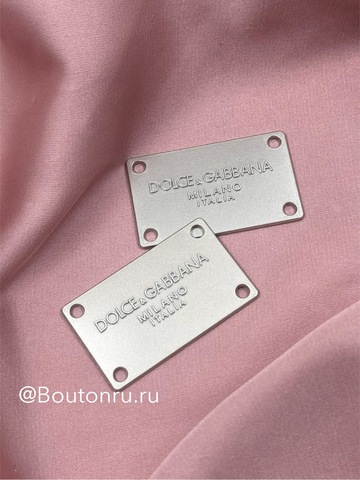 DOLCE & GABBANA
MILANO
ITALIA
DOLCE & GABBANA
MILANO
ITALIA
@Boutonru.ru